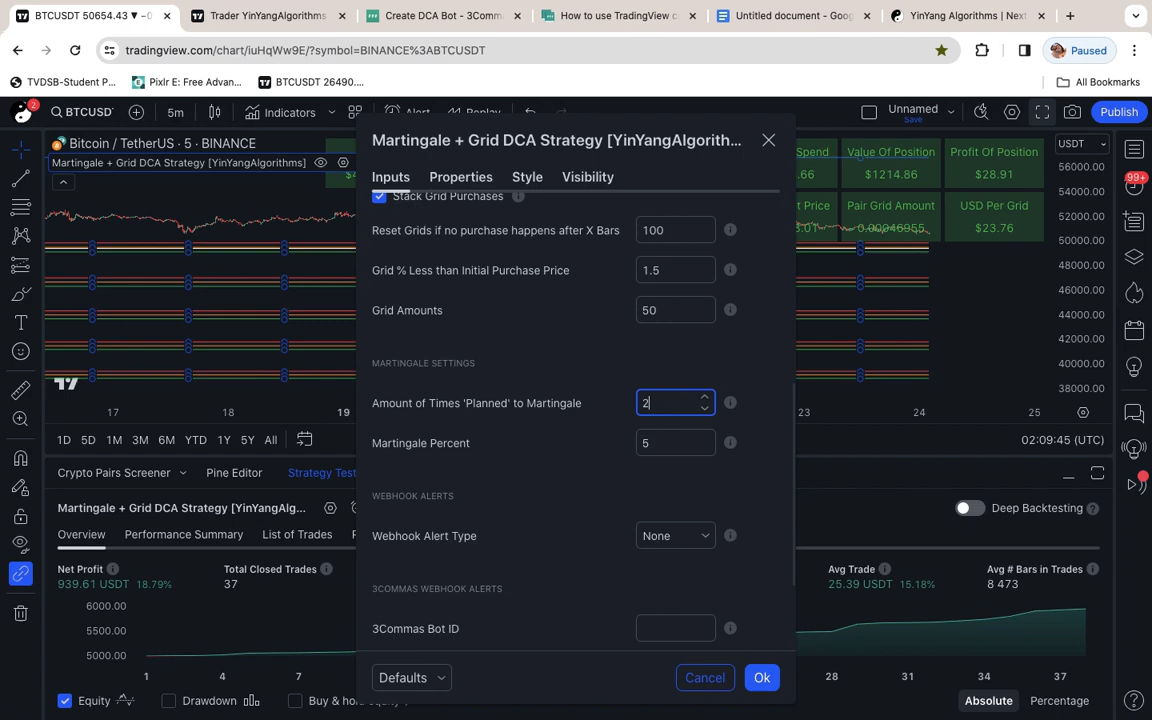 BTCUSDT 50654.43 ▼ −0
Trader YinYangAlgorithms
Create DCA Bot - 3Comm
How to use TradingView c
Untitled document - Goog
YinYang Algorithms | Next
tradingview.com/chart/iuHqWw9E/?symbol=BINANCE%3ABTCUSDT
Paused
TVDSB-Student P...
Pixlr E: Free Advan...
BTCUSDT 26490....
All Bookmarks
2
BTCUSD
5m
Indicators
Alert
Replay
Unnamed
Save
Publish
Bitcoin / TetherUS · 5 · BINANCE
Martingale + Grid DCA Strategy [YinYangAlgorithms]
Martingale + Grid DCA Strategy [YinYangAlgorith...
Inputs
Properties
Style
Visibility
Stack Grid Purchases
Reset Grids if no purchase happens after X Bars
100
Grid % Less than Initial Purchase Price
1.5
Grid Amounts
50
MARTINGALE SETTINGS
Amount of Times 'Planned' to Martingale
2
Martingale Percent
5
WEBHOOK ALERTS
Webhook Alert Type
None
3COMMAS WEBHOOK ALERTS
3Commas Bot ID
Defaults
Cancel
Ok
Spend
.66
Value Of Position
$1214.86
Profit Of Position
$28.91
t Price
3.01
Pair Grid Amount
0.00046955
USD Per Grid
$23.76
USDT
56000.00
54000.00
52000.00
50000.00
48000.00
46000.00
44000.00
42000.00
40000.00
38000.00
99+
17
18
19
23
24
25
1D 5D 1M 3M 6M YTD 1Y 5Y All
02:09:45 (UTC)
Crypto Pairs Screener
Pine Editor
Strategy Test
Martingale + Grid DCA Strategy [YinYangAlg...
Deep Backtesting
Overview
Performance Summary
List of Trades
Net Profit
939.61 USDT 18.79%
Total Closed Trades
37
Avg Trade
25.39 USDT 15.18%
Avg # Bars in Trades
8 473
6000.00
5500.00
5000.00
1
4
7
28
31
34
37
Equity
Drawdown
Buy & hold equity
Absolute
Percentage